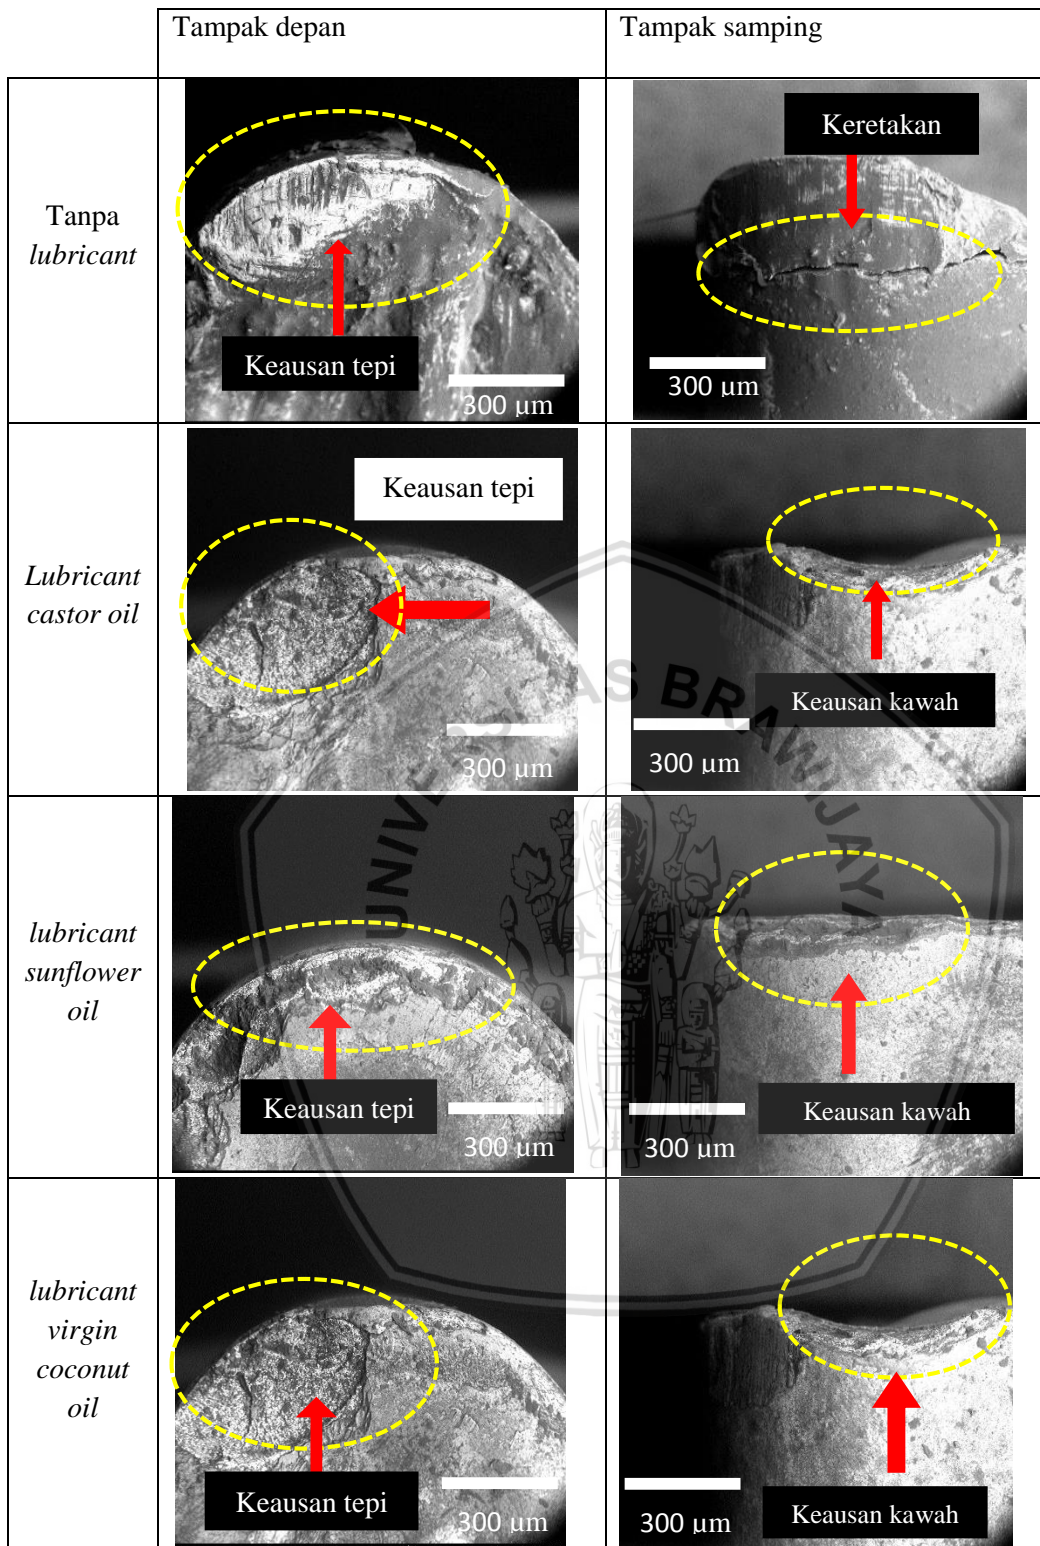 Tampak depan
Tampak samping
Tanpa
lubricant
Keausan tepi
300 µm
Keretakan
300 µm
Lubricant
castor oil
Keausan tepi
300 µm
Keausan kawah
300 µm
lubricant
sunflower
oil
Keausan tepi
300 µm
Keausan kawah
300 µm
lubricant
virgin
coconut
oil
Keausan tepi
300 µm
Keausan kawah
300 µm
UNIVERSITAS BRAWIJAYA